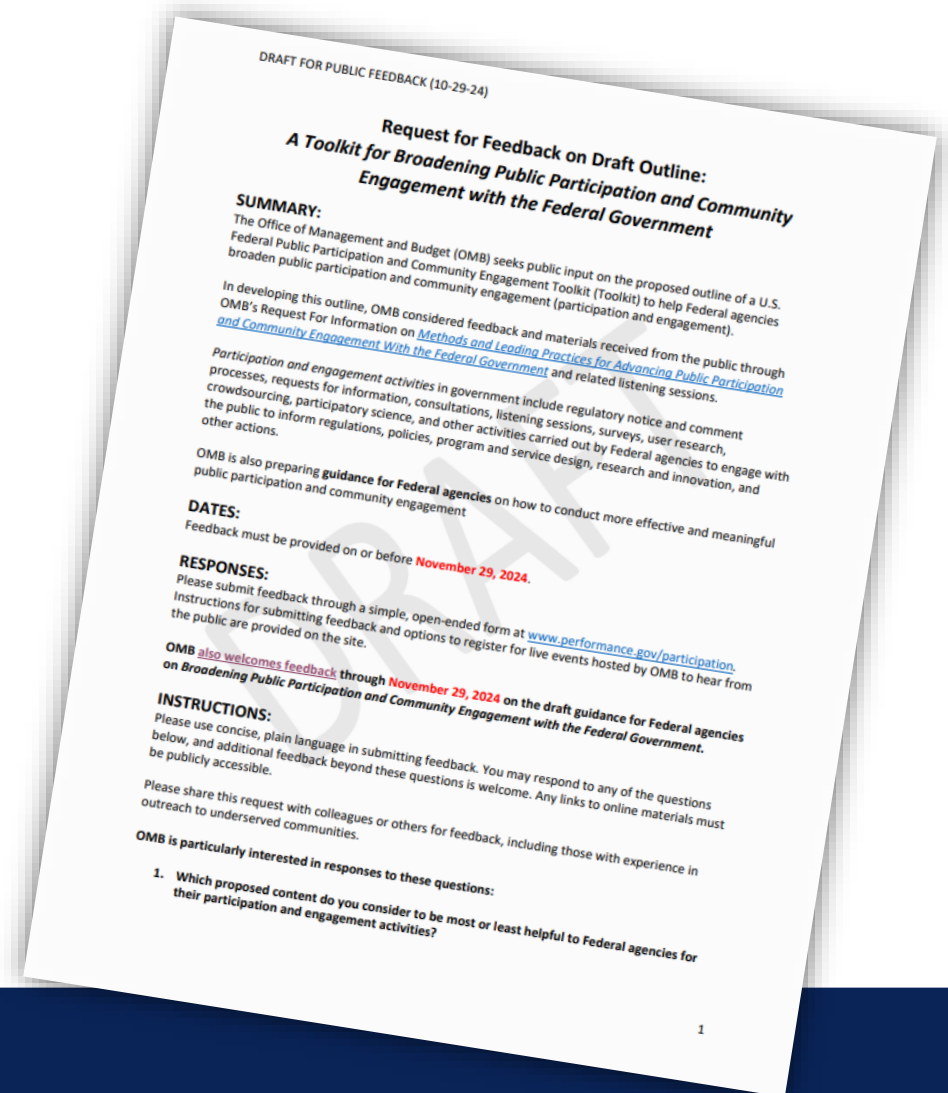 DRAFT FOR PUBLIC FEEDBACK (10-29-24)
Request for Feedback on Draft Outline:
A Toolkit for Broadening Public Participation and Community
Engagement with the Federal Government
SUMMARY:
The Office of Management and Budget (OMB) seeks public input on the proposed outline of a U.S.
Federal Public Participation and Community Engagement Toolkit (Toolkit) to help Federal agencies
broaden public participation and community engagement (participation and engagement).
In developing this outline, OMB considered feedback and materials received from the public through
OMB's Request For Information on Methods and Leading Practices for Advancing Public Participation
and Community Engagement With the Federal Government and related listening sessions.
Participation and engagement activities in government include regulatory notice and comment
processes, requests for information, consultations, listening sessions, surveys, user research,
crowdsourcing, participatory science, and other activities carried out by Federal agencies to engage with
the public to inform regulations, policies, program and service design, research and innovation, and
other actions.
OMB is also preparing guidance for Federal agencies on how to conduct more effective and meaningful
public participation and community engagement
DATES:
Feedback must be provided on or before November 29, 2024.
RESPONSES:
Please submit feedback through a simple, open-ended form at www.performance.gov/participation.
Instructions for submitting feedback and options to register for live events hosted by OMB to hear from
the public are provided on the site.
OMB also welcomes feedback through November 29, 2024 on the draft guidance for Federal agencies
on Broadening Public Participation and Community Engagement with the Federal Government.
INSTRUCTIONS:
Please use concise, plain language in submitting feedback. You may respond to any of the questions
below, and additional feedback beyond these questions is welcome. Any links to online materials must
be publicly accessible.
Please share this request with colleagues or others for feedback, including those with experience in
outreach to underserved communities.
OMB is particularly interested in responses to these questions:
1. Which proposed content do you consider to be most or least helpful to Federal agencies for
their participation and engagement activities?
1
DRAFT